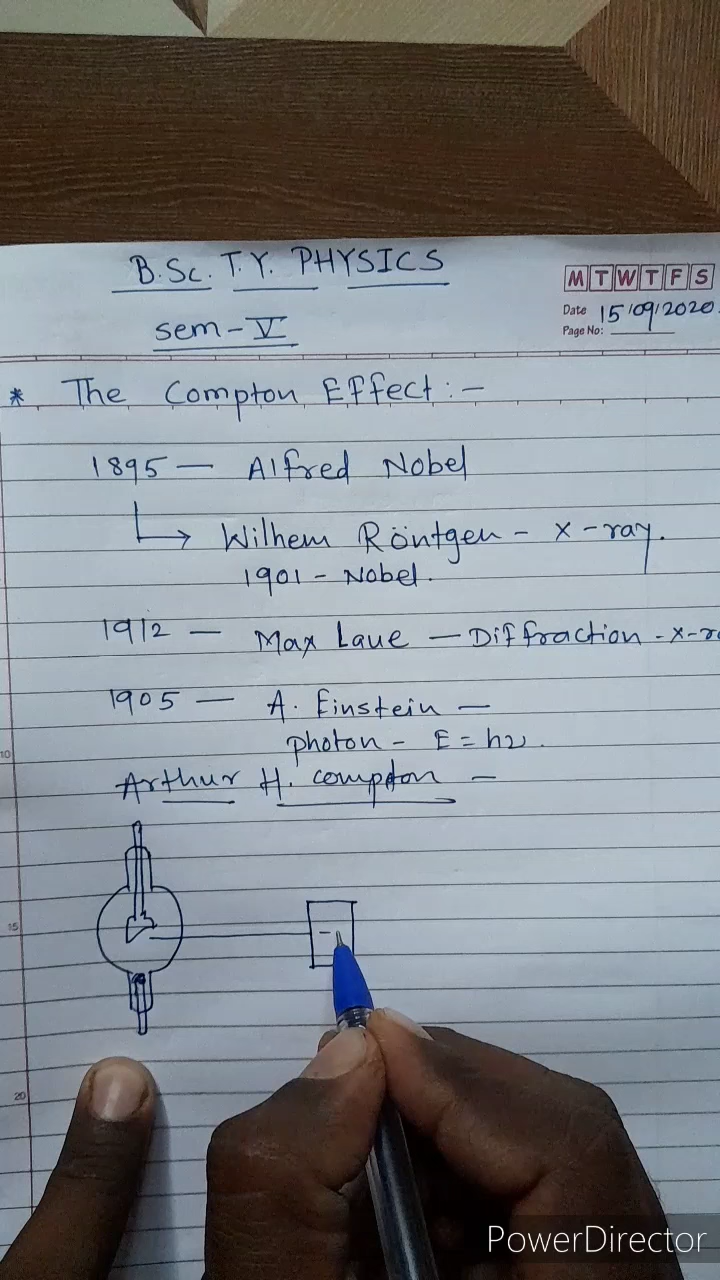 B.Sc. T.Y. PHYSICS
M T W T F S
Date 15/09/2020
Page No:
sem-V
* The Compton Effect:-
1895 — Alfred Nobel
Wilhem Röntgen - x-ray.
1901 - Nobel.
1912 — Max Laue — Diffraction - x-ra
1905 — A. Einstein —
photon - E = hν.
10
Arthur H. compton —
15
20
PowerDirector